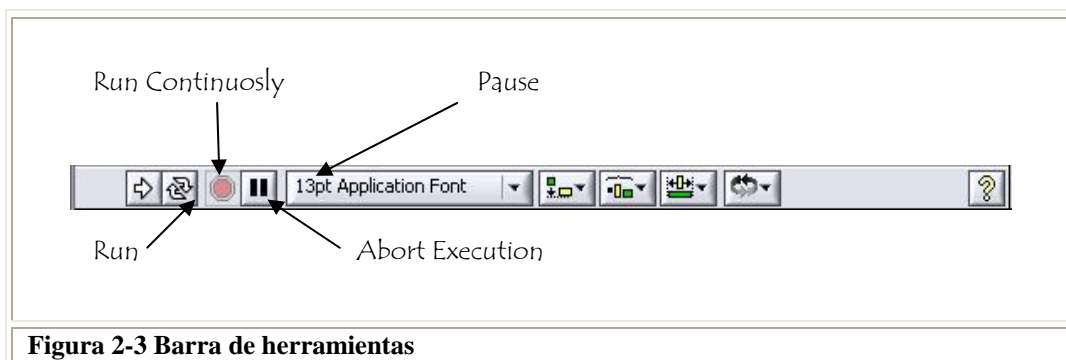 Run Continuosly Pause
13pt Application Font
Run Abort Execution
Figura 2-3 Barra de herramientas